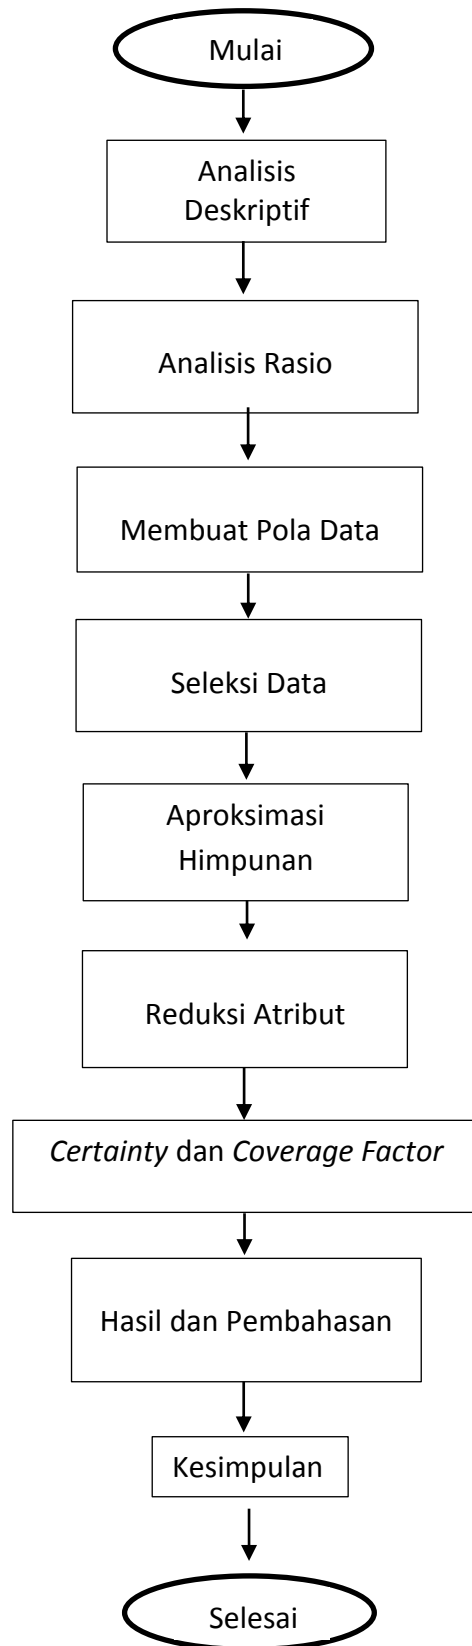 Mulai
Analisis
Deskriptif
Analisis Rasio
Membuat Pola Data
Seleksi Data
Aproksimasi
Himpunan
Reduksi Atribut
Certainty dan Coverage Factor
Hasil dan Pembahasan
Kesimpulan
Selesai